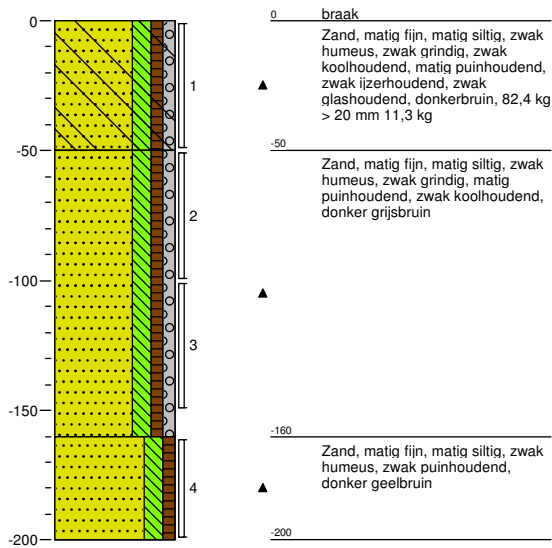 0
-50
-100
-150
-200
1
2
3
4
0 braak
Zand, matig fijn, matig siltig, zwak
humeus, zwak grindig, zwak
koolhoudend, matig puinhoudend,
zwak ijzerhoudend, zwak
glashoudend, donkerbruin, 82,4 kg
> 20 mm 11,3 kg
-50
Zand, matig fijn, matig siltig, zwak
humeus, zwak grindig, matig
puinhoudend, zwak koolhoudend,
donker grijsbruin
-160
Zand, matig fijn, matig siltig, zwak
humeus, zwak puinhoudend,
donker geelbruin
-200